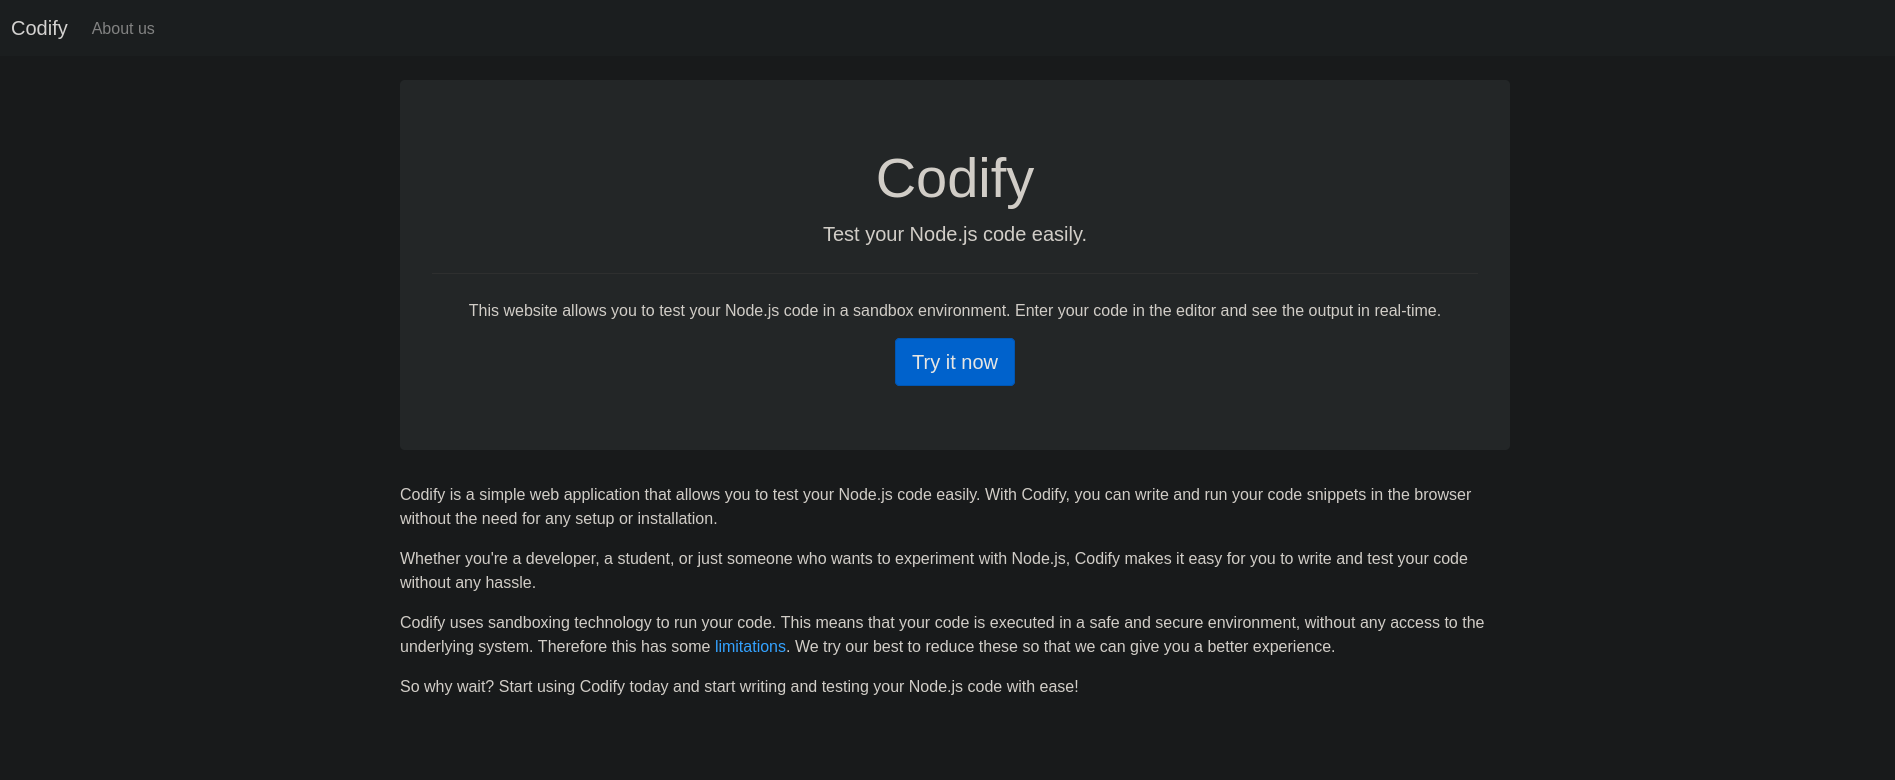 Codify About us
Codify
Test your Node.js code easily.
This website allows you to test your Node.js code in a sandbox environment. Enter your code in the editor and see the output in real-time.
Try it now
Codify is a simple web application that allows you to test your Node.js code easily. With Codify, you can write and run your code snippets in the browser
without the need for any setup or installation.
Whether you're a developer, a student, or just someone who wants to experiment with Node.js, Codify makes it easy for you to write and test your code
without any hassle.
Codify uses sandboxing technology to run your code. This means that your code is executed in a safe and secure environment, without any access to the
underlying system. Therefore this has some limitations. We try our best to reduce these so that we can give you a better experience.
So why wait? Start using Codify today and start writing and testing your Node.js code with ease!